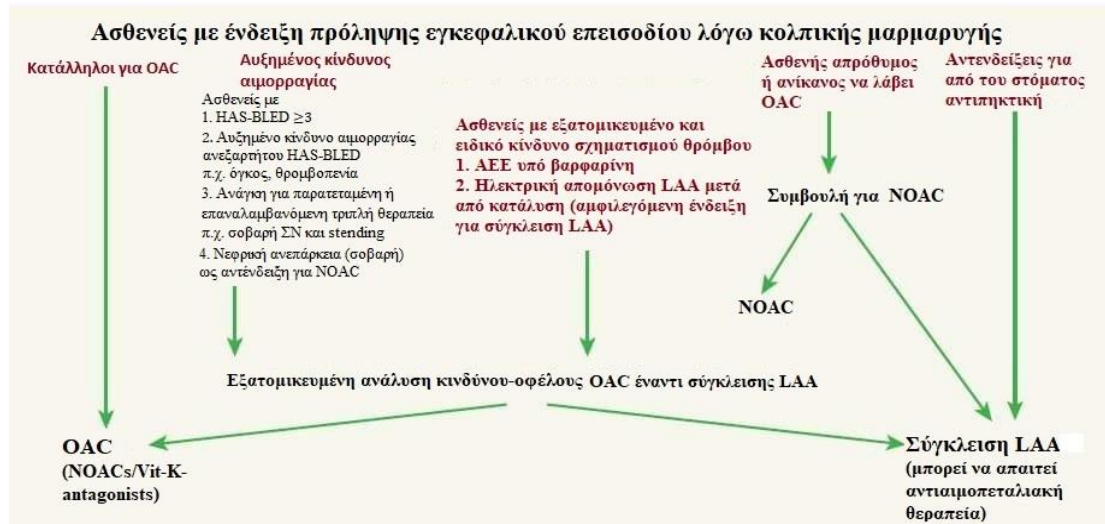 Ασθενείς με ένδειξη πρόληψης εγκεφαλικού επεισοδίου λόγω κολπικής μαρμαρυγής
Κατάλληλοι για OAC
Αυξημένος κίνδυνος
αιμορραγίας
Ασθενείς με
1. HAS-BLED ≥3
2. Αυξημένο κίνδυνο αιμορραγίας
ανεξαρτήτου HAS-BLED
π.χ. όγκος, θρομβοπενία
3. Ανάγκη για παρατεταμένη ή
επαναλαμβανόμενη τριπλή θεραπεία
π.χ. σοβαρή ΣΝ και stending
4. Νεφρική ανεπάρκεια (σοβαρή)
ως αντένδειξη για NOAC
Ασθενείς με εξατομικευμένο και
ειδικό κίνδυνο σχηματισμού θρόμβου
1. ΑΕΕ υπό βαρφαρίνη
2. Ηλεκτρική απομόνωση LAA μετά
από κατάλυση (αμφιλεγόμενη ένδειξη
για σύγκλειση LAA)
Ασθενής απρόθυμος
ή ανίκανος να λάβει
OAC
Αντενδείξεις για
από του στόματος
αντιπηκτική
Συμβουλή για NOAC
NOAC
Εξατομικευμένη ανάλυση κινδύνου-οφέλους OAC έναντι σύγκλεισης LAA
OAC
(NOACs/Vit-K-
antagonists)
Σύγκλειση LAA
(μπορεί να απαιτεί
αντιαιμοπεταλιακή
θεραπεία)